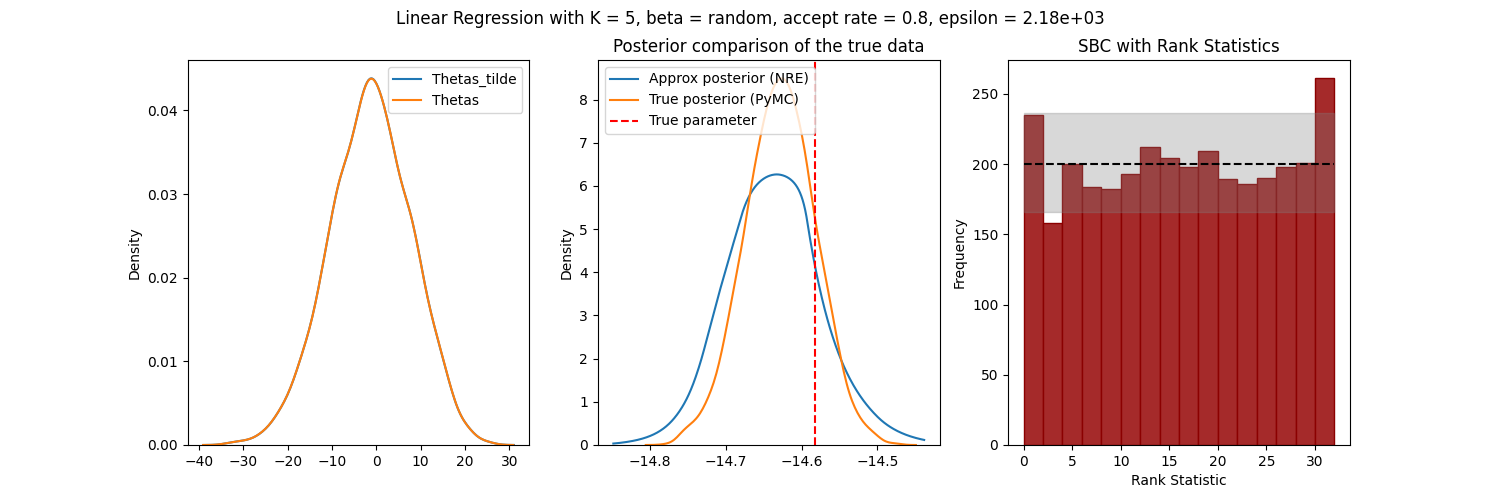 Linear Regression with K = 5, beta = random, accept rate = 0.8, epsilon = 2.18e+03
Density
0.04
0.03
0.02
0.01
0.00
−40 −30 −20 −10 0 10 20 30
Thetas_tilde
Thetas
Posterior comparison of the true data
Density
8
7
6
5
4
3
2
1
0
−14.8 −14.7 −14.6 −14.5
Approx posterior (NRE)
True posterior (PyMC)
True parameter
SBC with Rank Statistics
Frequency
250
200
150
100
50
0
0 5 10 15 20 25 30
Rank Statistic